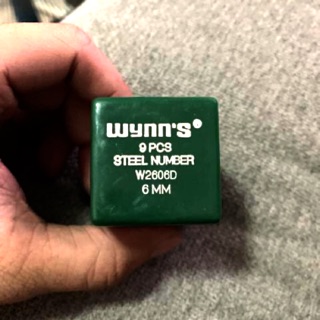 wynn's
9 PCS
STEEL NUMBER
W2606D
6 MM